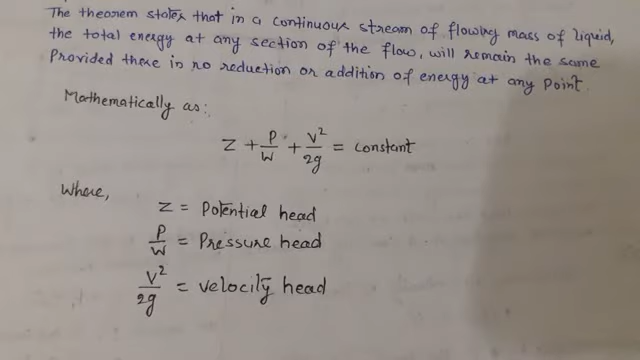 The theorem states that in a continuous stream of flowing mass of liquid,
the total energy at any section of the flow, will remain the same
Provided there in no reduction or addition of energy at any point.
Mathematically as:
Z + P/W + V²/2g = constant
Where,
Z = Potential head
P/W = Pressure head
V²/2g = velocity head